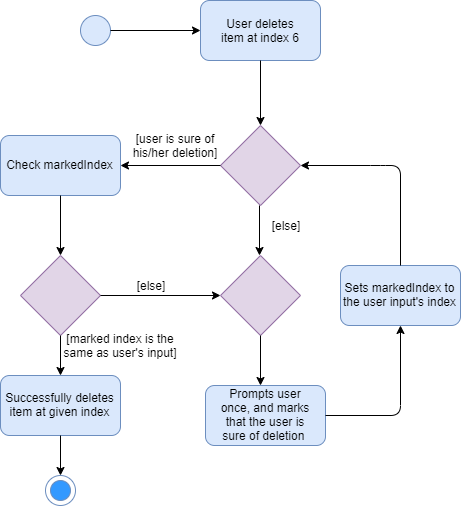 User deletes
item at index 6
[user is sure of
his/her deletion]
Check markedIndex
[else]
[else]
Sets markedIndex to
the user input's index
[marked index is the
same as user's input]
Successfully deletes
item at given index
Prompts user
once, and marks
that the user is
sure of deletion